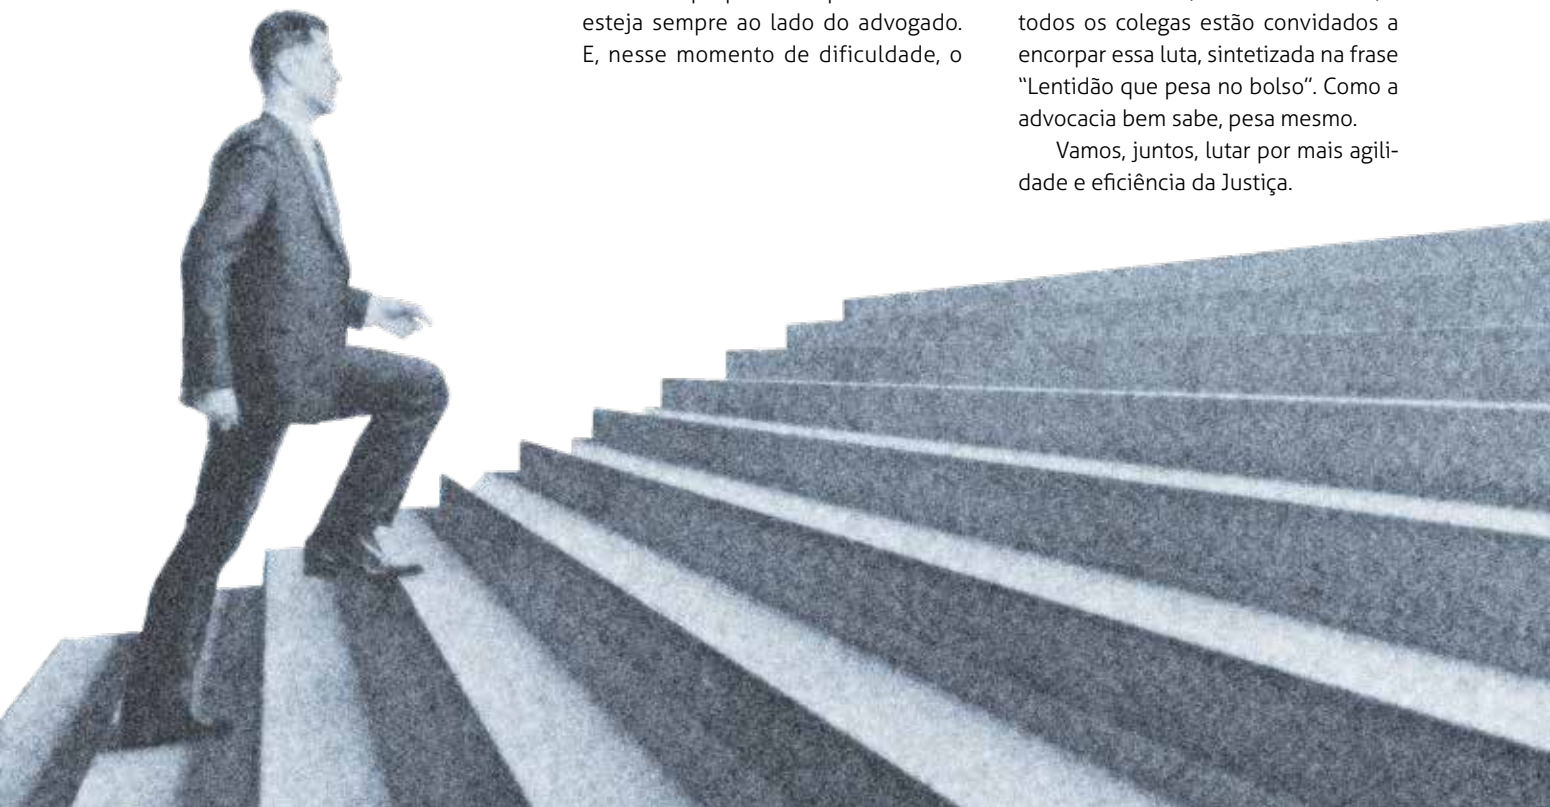 esteja sempre ao lado do advogado.
E, nesse momento de dificuldade, o
todos os colegas estão convidados a
encorpar essa luta, sintetizada na frase
“Lentidão que pesa no bolso”. Como a
advocacia bem sabe, pesa mesmo.
Vamos, juntos, lutar por mais agili-
dade e eficiência da Justiça.